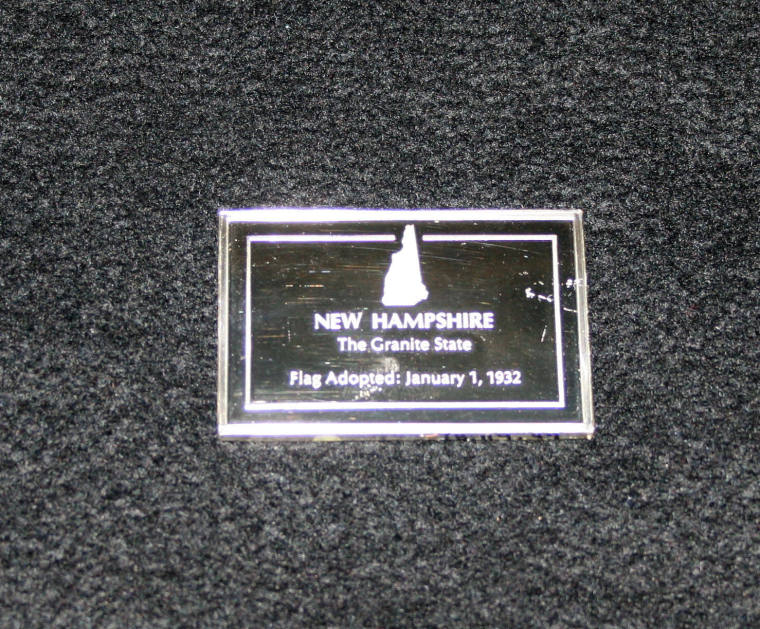 NEW HAMPSHIRE
The Granite State
Flag Adopted: January 1, 1932